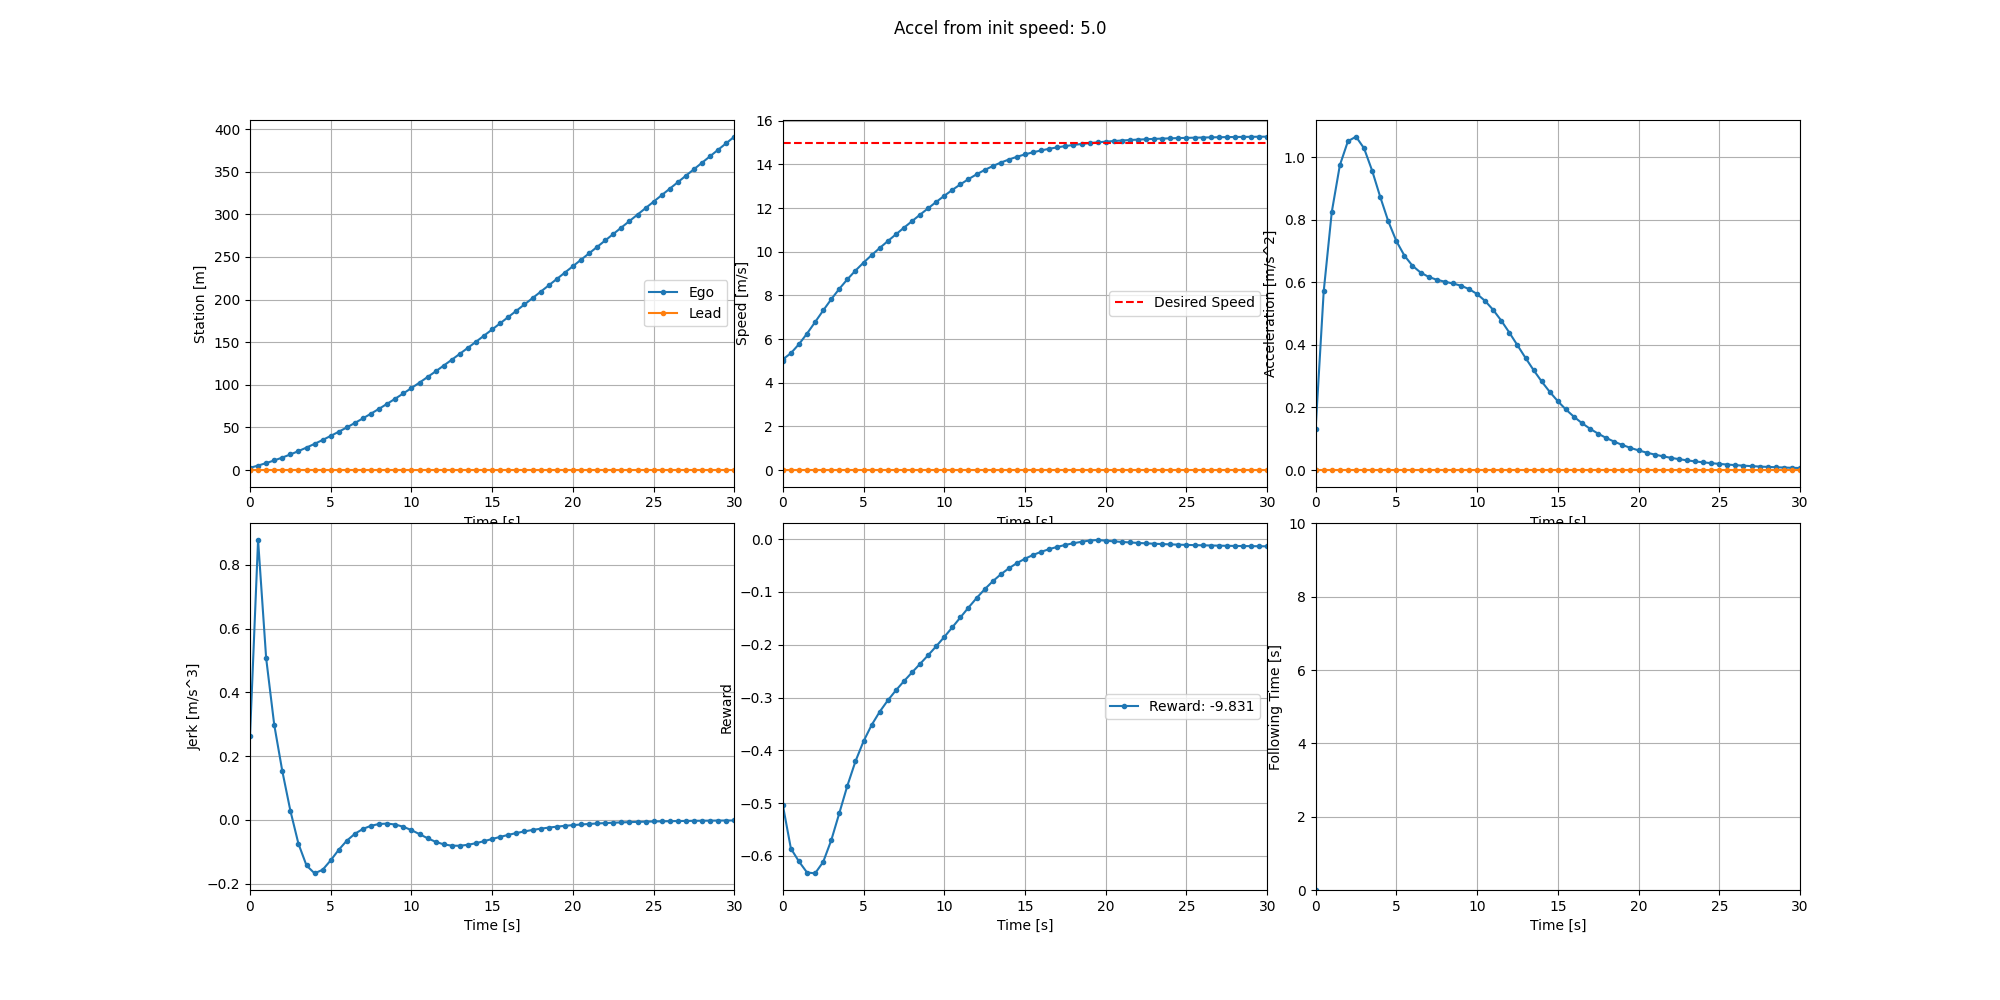 Accel from init speed: 5.0
400
350
300
250
200
150
100
50
0
Station [m]
Ego
Lead
0 5 10 15 20 25 30
Time [s]
16
14
12
10
8
6
4
2
0
Speed [m/s]
Desired Speed
0 5 10 15 20 25 30
Time [s]
1.0
0.8
0.6
0.4
0.2
0.0
Acceleration [m/s^2]
0 5 10 15 20 25 30
Time [s]
0.8
0.6
0.4
0.2
0.0
−0.2
Jerk [m/s^3]
0 5 10 15 20 25 30
Time [s]
0.0
−0.1
−0.2
−0.3
−0.4
−0.5
−0.6
Reward
Reward: -9.831
0 5 10 15 20 25 30
Time [s]
10
8
6
4
2
0
Following Time [s]
0 5 10 15 20 25 30
Time [s]